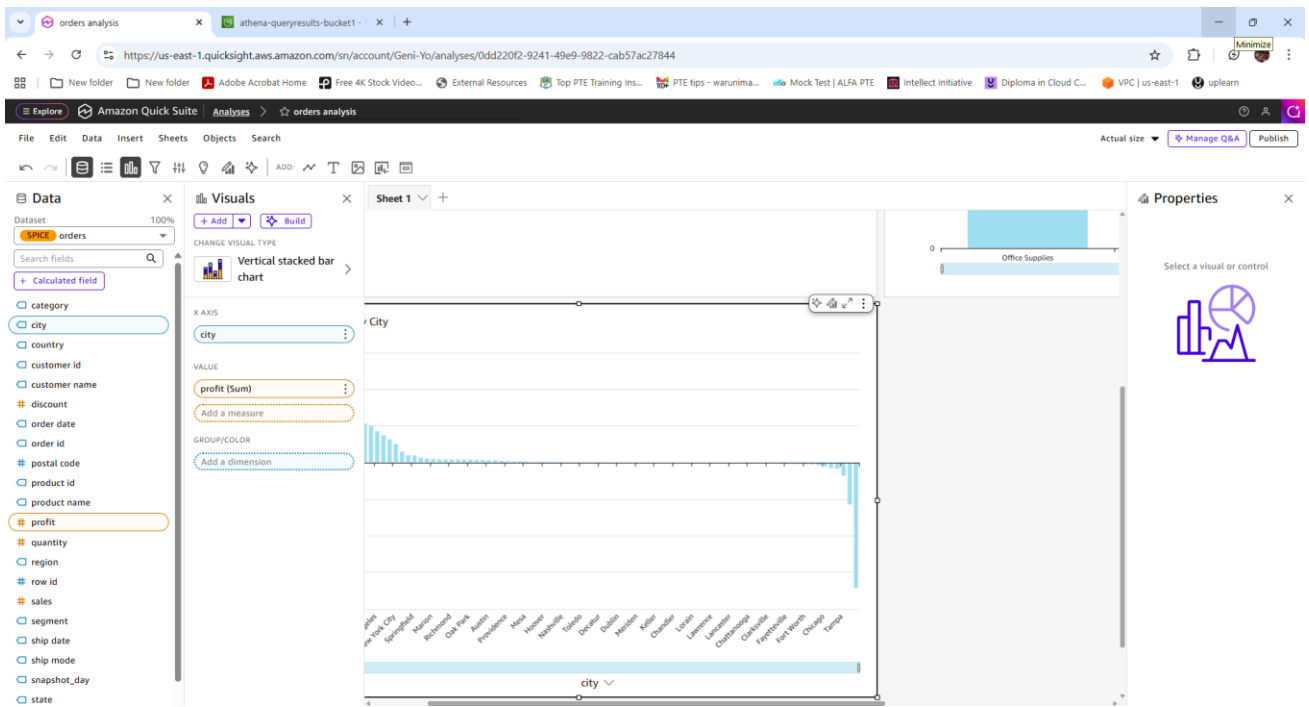 orders analysis
athena-queryresults-bucket1 -
Minimize
https://us-east-1.quicksight.aws.amazon.com/sn/account/Geni-Yo/analyses/0dd220f2-9241-49e9-9822-cab57ac27844
New folder
New folder
Adobe Acrobat Home
Free 4K Stock Video...
External Resources
Top PTE Training Ins...
PTE tips - warunima...
Mock Test | ALFA PTE
Intellect Initiative
Diploma in Cloud C...
VPC | us-east-1
uplearn
Explore
Amazon Quick Suite
Analyses
orders analysis
File Edit Data Insert Sheets Objects Search
Actual size
Manage Q&A
Publish
ADD:
Data
Dataset
100%
SPICE orders
Search fields
+ Calculated field
category
city
country
customer id
customer name
discount
order date
order id
postal code
product id
product name
profit
quantity
region
row id
sales
segment
ship date
ship mode
snapshot_day
state
Visuals
+ Add
Build
CHANGE VISUAL TYPE
Vertical stacked bar
chart
X AXIS
city
VALUE
profit (Sum)
Add a measure
GROUP/COLOR
Add a dimension
Sheet 1
0
Office Supplies
City
Springfield
Marion
Richmond
Oak Park
Austin
Providence
Mesa
Hoover
Nashville
Toledo
Decatur
Dublin
Meriden
Keller
Chandler
Lorain
Lawrence
Lancaster
Chattanooga
Clarksville
Fayetteville
Fort Worth
Chicago
Tampa
city
Properties
Select a visual or control